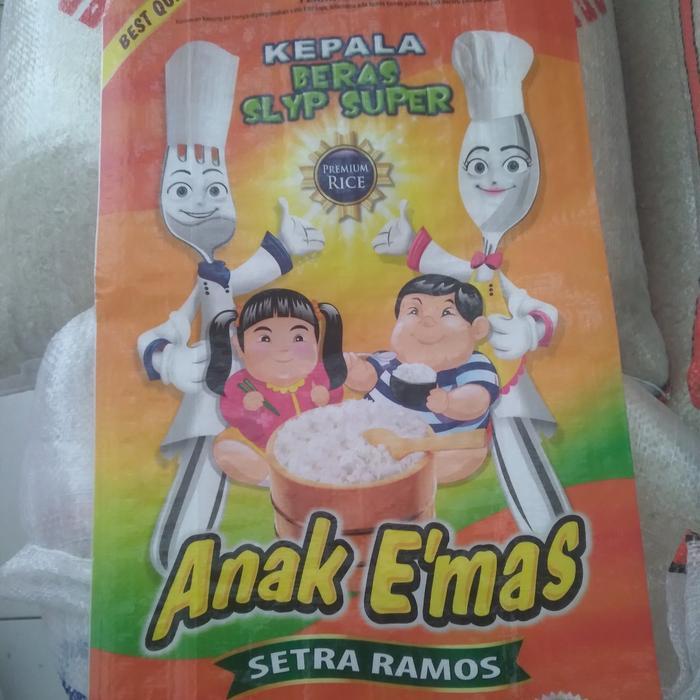 BEST QU
KEPALA
BERAS
SLYP SUPER
PREMIUM
RICE
Anak E'mas
SETRA RAMOS